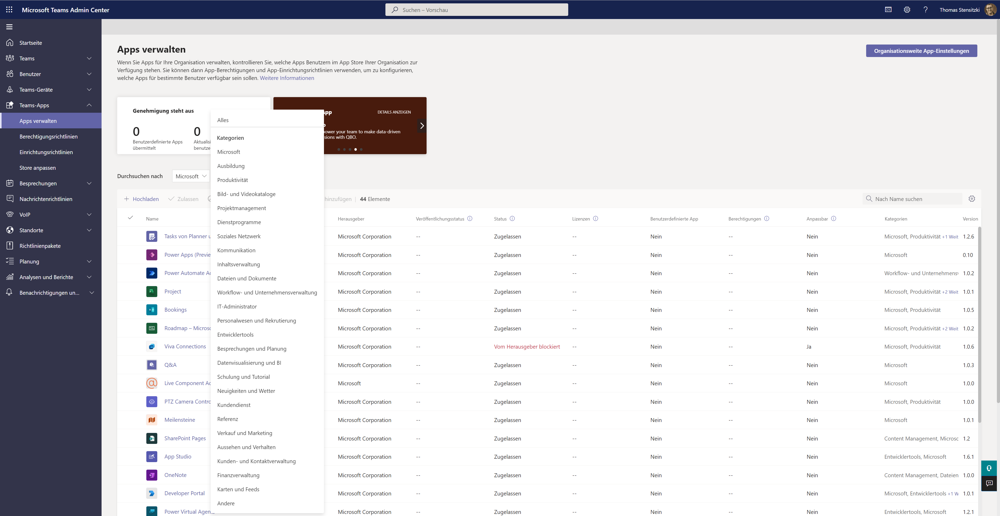 Microsoft Teams Admin Center
Suchen – Vorschau
Thomas Stensitzki
Startseite
Teams
Benutzer
Teams-Geräte
Teams-Apps
Apps verwalten
Berechtigungsrichtlinien
Einrichtungsrichtlinien
Store anpassen
Besprechungen
Nachrichtenrichtlinien
VoIP
Standorte
Richtlinienpakete
Planung
Analysen und Berichte
Benachrichtigungen un...
Apps verwalten
Organisationsweite App-Einstellungen
Wenn Sie Apps für Ihre Organisation verwalten, kontrollieren Sie, welche Apps Benutzern im App Store Ihrer Organisation zur
Verfügung stehen. Sie können dann App-Berechtigungen und App-Einrichtungsrichtlinien verwenden, um zu konfigurieren,
welche Apps für bestimmte Benutzer verfügbar sein sollen. Weitere Informationen
Genehmigung steht aus
0
Benutzerdefinierte Apps
übermittelt
0
Aktualisi
benutze
App
DETAILS ANZEIGEN
ower your team to make data-driven
sions with QBO.
Durchsuchen nach
Microsoft
Alles
Kategorien
Microsoft
Ausbildung
Produktivität
Bild- und Videokataloge
Projektmanagement
Dienstprogramme
Soziales Netzwerk
Kommunikation
Inhaltsverwaltung
Dateien und Dokumente
Workflow- und Unternehmensverwaltung
IT-Administrator
Personalwesen und Rekrutierung
Entwicklertools
Besprechungen und Planung
Datenvisualisierung und BI
Schulung und Tutorial
Neuigkeiten und Wetter
Kundendienst
Referenz
Verkauf und Marketing
Aussehen und Verhalten
Kunden- und Kontaktverwaltung
Finanzverwaltung
Karten und Feeds
Andere
Hochladen Zulassen hinzufügen | 44 Elemente
Nach Name suchen
Name Herausgeber Veröffentlichungsstatus Status Lizenzen Benutzerdefinierte App Berechtigungen Anpassbar Kategorien Version
Tasks von Planner u Microsoft Corporation -- Zugelassen -- Nein -- Nein Microsoft, Produktivität +1 Weit 1.2.6
Power Apps (Previe Microsoft Corporation -- Zugelassen -- Nein -- Nein Microsoft 0.10
Power Automate Ac Microsoft Corporation -- Zugelassen -- Nein -- Nein Workflow- und Unternehmensv 1.0.2
Project Microsoft Corporation -- Zugelassen -- Nein -- Nein Microsoft, Produktivität +2 Weit 1.0.1
Bookings Microsoft Corporation -- Zugelassen -- Nein -- Nein Microsoft, Produktivität 1.0.5
Roadmap – Microsc Microsoft Corporation -- Zugelassen -- Nein -- Nein Microsoft, Produktivität +2 Weit 1.0.2
Viva Connections Microsoft Corporation -- Vom Herausgeber blockiert -- Nein -- Ja Microsoft, Produktivität 1.0.6
Q&A Microsoft Corporation -- Zugelassen -- Nein -- Nein Microsoft 1.0.3
Live Component Ac Microsoft -- Zugelassen -- Nein -- Nein Microsoft 1.0.0
PTZ Camera Contro Microsoft Corporation -- Zugelassen -- Nein -- Nein Microsoft, Produktivität 1.0.0
Meilensteine Microsoft Corporation -- Zugelassen -- Nein -- Nein Microsoft 1.0.1
SharePoint Pages Microsoft Corporation -- Zugelassen -- Nein -- Nein Content Management, Microsc 1.2
App Studio Microsoft Corporation -- Zugelassen -- Nein -- Nein Entwicklertools, Microsoft 1.6.1
OneNote Microsoft Corporation -- Zugelassen -- Nein -- Nein Content Management, Dateien 1.0.0
Developer Portal Microsoft Corporation -- Zugelassen -- Nein -- Nein Microsoft, Entwicklertools +1 W 1.0.1
Power Virtual Agents Microsoft Corporation -- Zugelassen -- Nein -- Nein Entwicklertools, Microsoft 1.2.1